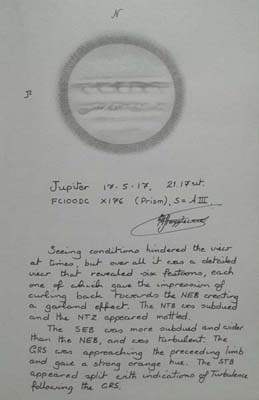 N
P
Jupiter 17.5.17, 21.17 ut.
FC100DC X176 (Prism), S = λ III.
Seeing conditions hindered the view
at times, but over all it was a detailed
view that revealed six festoons, each
one of which gave the impression of
curling back towards the NEB creating
a garland effect. The NTB was subdued
and the NTZ appeared mottled.
The SEB was more subdued and wider
than the NEB, and was turbulent. The
GRS was approaching the preceeding limb
and gave a strong orange hue. The STB
appeared split with indications of Turbulence
following the GRS.